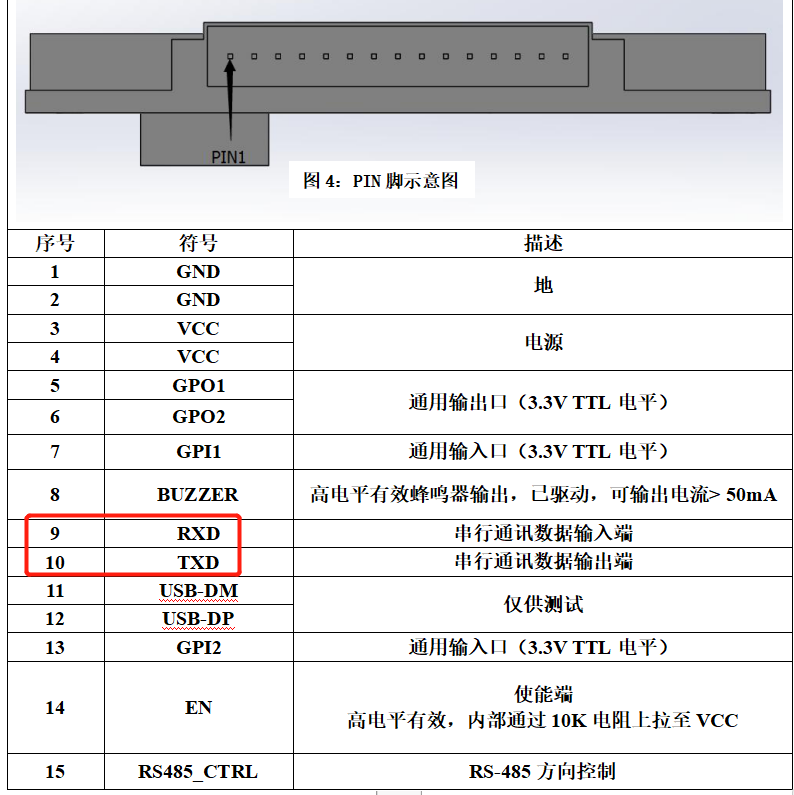 PIN1
图 4：PIN 脚示意图
序号 符号 描述
1 GND 地
2 GND
3 VCC 电源
4 VCC
5 GPO1 通用输出口（3.3V TTL 电平）
6 GPO2
7 GPI1 通用输入口（3.3V TTL 电平）
8 BUZZER 高电平有效蜂鸣器输出，已驱动，可输出电流> 50mA
9 RXD 串行通讯数据输入端
10 TXD 串行通讯数据输出端
11 USB-DM 仅供测试
12 USB-DP
13 GPI2 通用输入口（3.3V TTL 电平）
14 EN 使能端
高电平有效，内部通过 10K 电阻上拉至 VCC
15 RS485_CTRL RS-485 方向控制